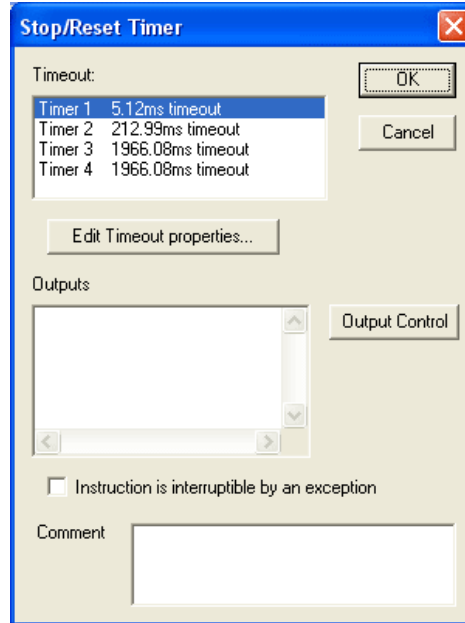 Stop/Reset Timer
Timeout:
OK
Timer 1 5.12ms timeout
Timer 2 212.99ms timeout
Timer 3 1966.08ms timeout
Timer 4 1966.08ms timeout
Cancel
Edit Timeout properties...
Outputs
Output Control
Instruction is interruptible by an exception
Comment